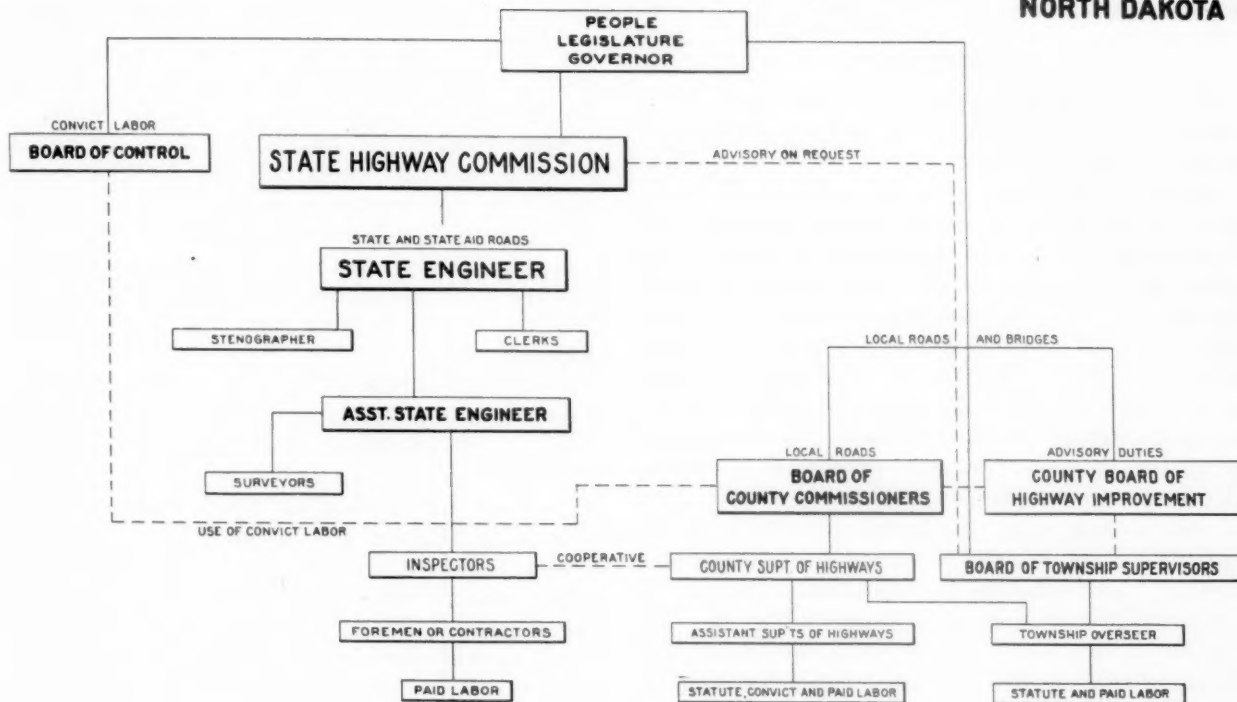 NORTH DAKOTA
PEOPLE
LEGISLATURE
GOVERNOR
CONVICT LABOR
BOARD OF CONTROL
STATE HIGHWAY COMMISSION
ADVISORY ON REQUEST
STATE AND STATE AID ROADS
STATE ENGINEER
STENOGRAPHER
CLERKS
LOCAL ROADS AND BRIDGES
ASST. STATE ENGINEER
SURVEYORS
LOCAL ROADS
BOARD OF
COUNTY COMMISSIONERS
ADVISORY DUTIES
COUNTY BOARD OF
HIGHWAY IMPROVEMENT
USE OF CONVICT LABOR
INSPECTORS
COOPERATIVE
COUNTY SUPT. OF HIGHWAYS
BOARD OF TOWNSHIP SUPERVISORS
FOREMEN OR CONTRACTORS
ASSISTANT SUP'TS OF HIGHWAYS
TOWNSHIP OVERSEER
PAID LABOR
STATUTE, CONVICT AND PAID LABOR
STATUTE AND PAID LABOR